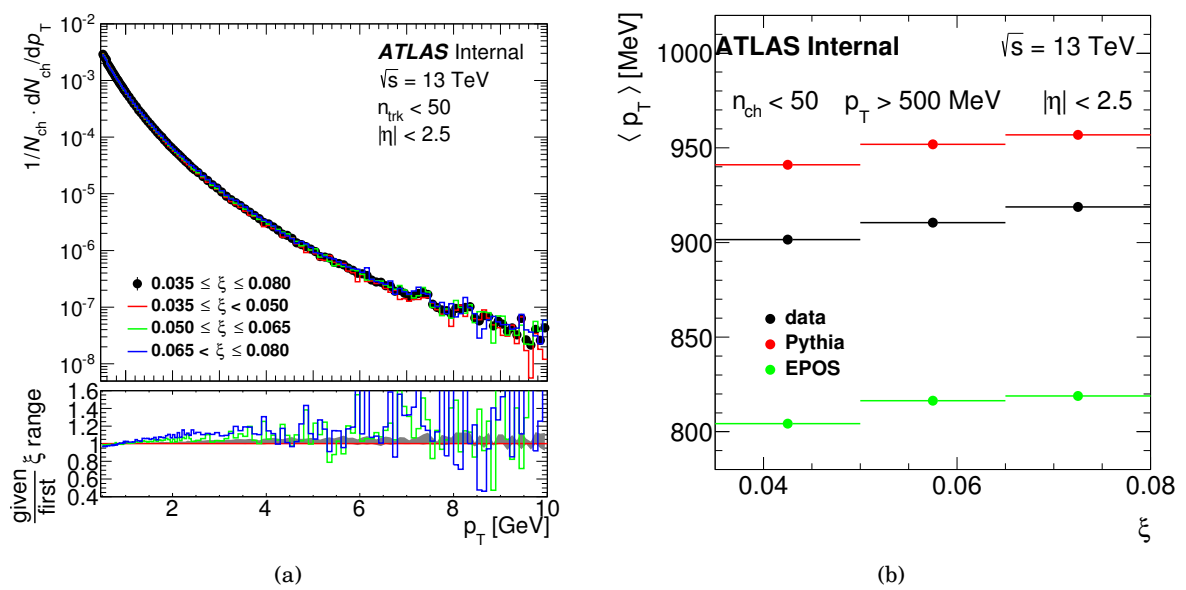 1/N_ch · dN_ch/dp_T
10^-2
10^-3
10^-4
10^-5
10^-6
10^-7
10^-8
ATLAS Internal
√s = 13 TeV
n_trk < 50
|η| < 2.5
0.035 ≤ ξ ≤ 0.080
0.035 ≤ ξ < 0.050
0.050 ≤ ξ ≤ 0.065
0.065 < ξ ≤ 0.080
given
first
ξ range
1.6
1.4
1.2
1
0.8
0.6
0.4
2
4
6
8
10
p_T [GeV]
(a)
⟨ p_T ⟩ [MeV]
1000
950
900
850
800
ATLAS Internal
√s = 13 TeV
n_ch < 50 p_T > 500 MeV |η| < 2.5
data
Pythia
EPOS
0.04
0.06
0.08
ξ
(b)